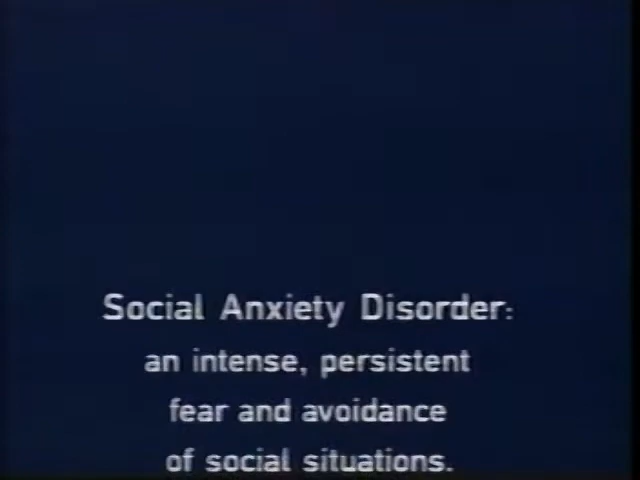 Social Anxiety Disorder:
an intense, persistent
fear and avoidance
of social situations.